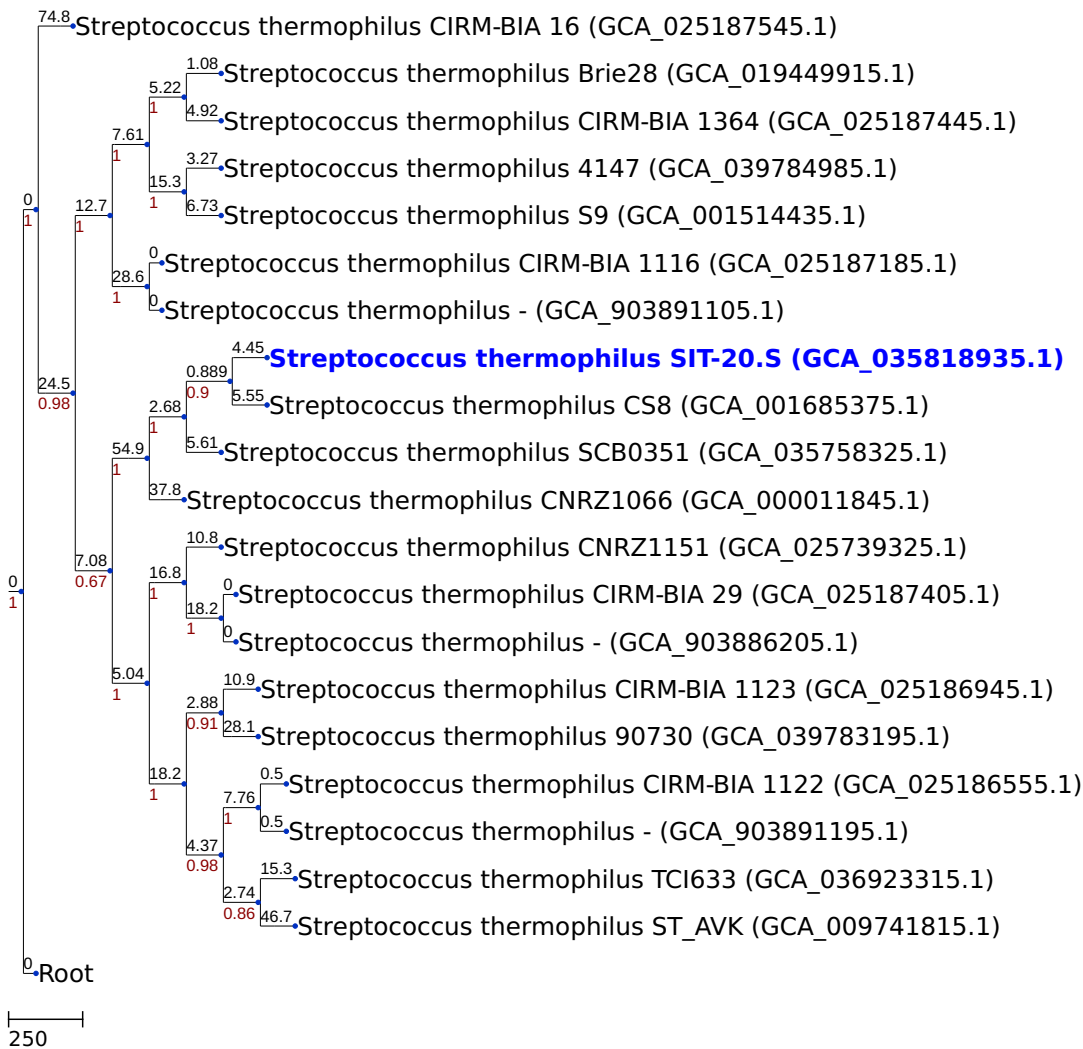 74.8
Streptococcus thermophilus CIRM-BIA 16 (GCA_025187545.1)
1.08
Streptococcus thermophilus Brie28 (GCA_019449915.1)
5.22
1
4.92
Streptococcus thermophilus CIRM-BIA 1364 (GCA_025187445.1)
7.61
1
3.27
Streptococcus thermophilus 4147 (GCA_039784985.1)
15.3
1
6.73
Streptococcus thermophilus S9 (GCA_001514435.1)
0
1
12.7
1
0
Streptococcus thermophilus CIRM-BIA 1116 (GCA_025187185.1)
28.6
1
0
Streptococcus thermophilus - (GCA_903891105.1)
4.45
Streptococcus thermophilus SIT-20.S (GCA_035818935.1)
0.889
0.9
24.5
0.98
5.55
Streptococcus thermophilus CS8 (GCA_001685375.1)
2.68
1
5.61
Streptococcus thermophilus SCB0351 (GCA_035758325.1)
54.9
1
37.8
Streptococcus thermophilus CNRZ1066 (GCA_000011845.1)
10.8
Streptococcus thermophilus CNRZ1151 (GCA_025739325.1)
7.08
0.67
16.8
1
0
1
0
Streptococcus thermophilus CIRM-BIA 29 (GCA_025187405.1)
18.2
1
0
Streptococcus thermophilus - (GCA_903886205.1)
5.04
1
10.9
Streptococcus thermophilus CIRM-BIA 1123 (GCA_025186945.1)
2.88
0.91
28.1
Streptococcus thermophilus 90730 (GCA_039783195.1)
18.2
1
0.5
Streptococcus thermophilus CIRM-BIA 1122 (GCA_025186555.1)
7.76
1
0.5
Streptococcus thermophilus - (GCA_903891195.1)
4.37
0.98
15.3
Streptococcus thermophilus TCI633 (GCA_036923315.1)
2.74
0.86
46.7
Streptococcus thermophilus ST_AVK (GCA_009741815.1)
0
Root
250